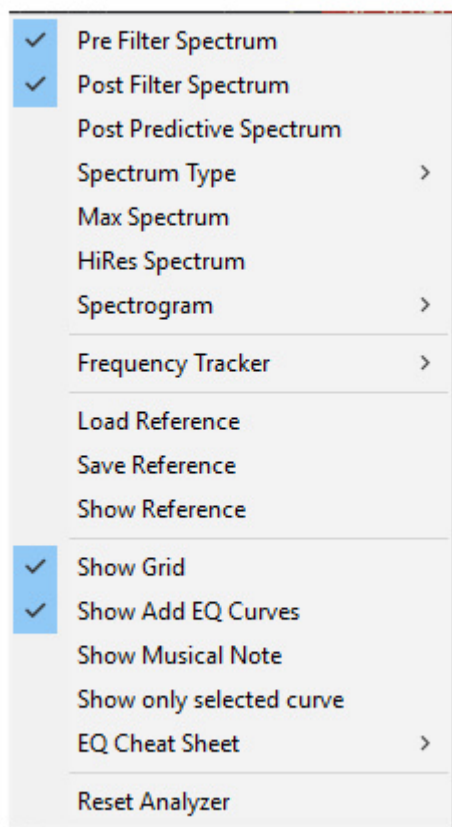 Pre Filter Spectrum
Post Filter Spectrum
Post Predictive Spectrum
Spectrum Type
Max Spectrum
HiRes Spectrum
Spectrogram
Frequency Tracker
Load Reference
Save Reference
Show Reference
Show Grid
Show Add EQ Curves
Show Musical Note
Show only selected curve
EQ Cheat Sheet
Reset Analyzer